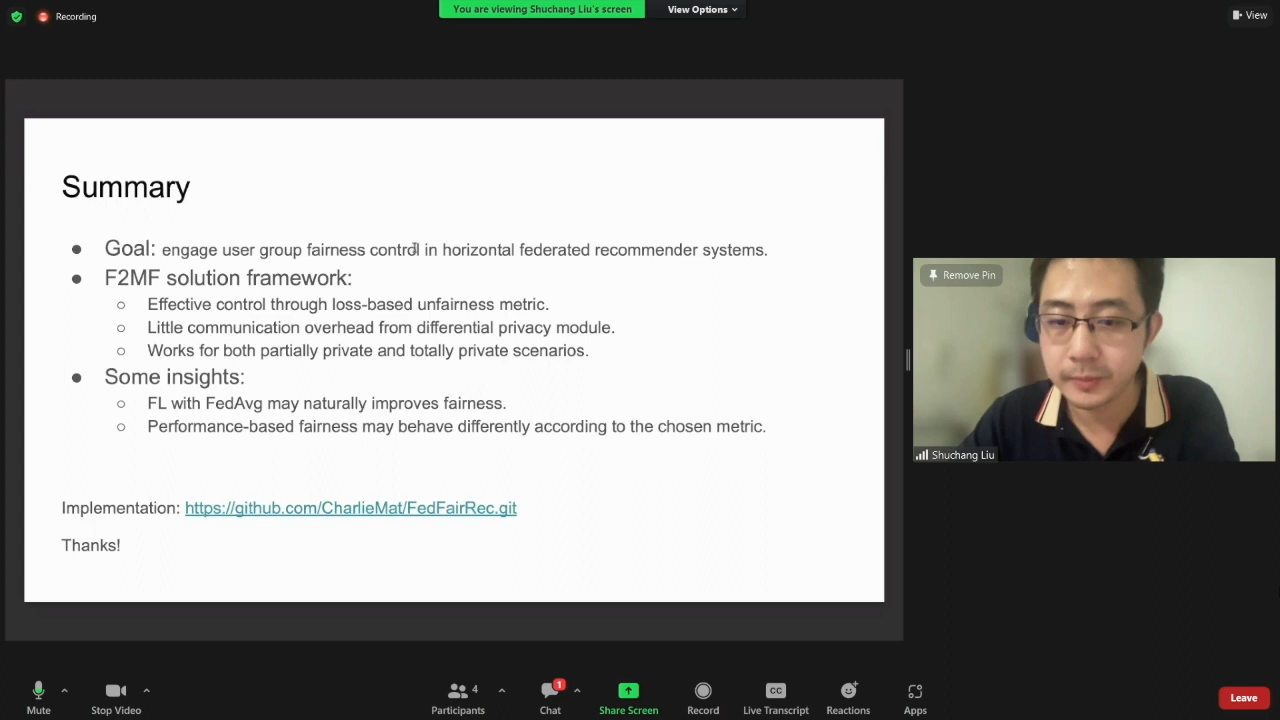 Recording
You are viewing Shuchang Liu's screen
View Options
View
Summary
● Goal: engage user group fairness control in horizontal federated recommender systems.
● F2MF solution framework:
○ Effective control through loss-based unfairness metric.
○ Little communication overhead from differential privacy module.
○ Works for both partially private and totally private scenarios.
● Some insights:
○ FL with FedAvg may naturally improves fairness.
○ Performance-based fairness may behave differently according to the chosen metric.
Implementation: https://github.com/CharlieMat/FedFairRec.git
Thanks!
Remove Pin
Shuchang Liu
Mute
Stop Video
Participants
4
Chat
1
Share Screen
Record
CC
Live Transcript
Reactions
Apps
Leave